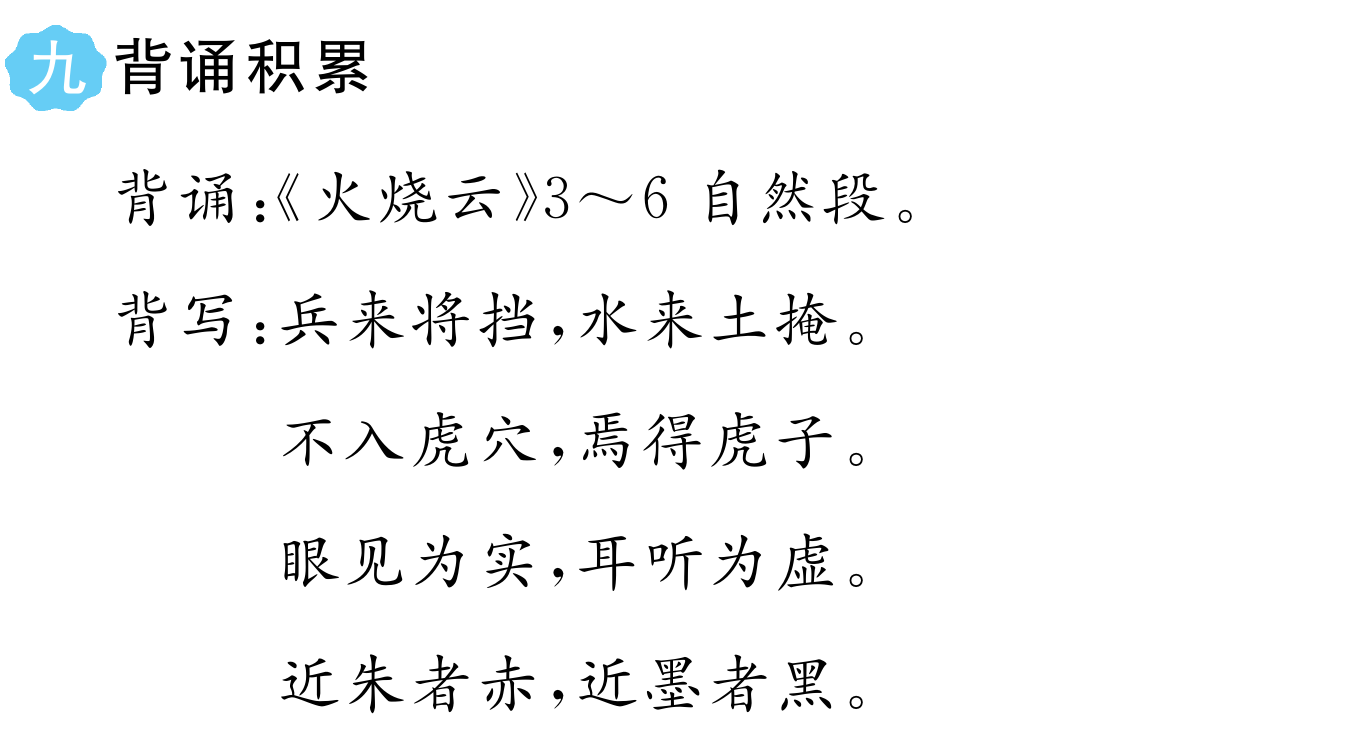 九 背诵积累
背诵:《火烧云》3～6 自然段。
背写:兵来将挡,水来土掩。
不入虎穴,焉得虎子。
眼见为实,耳听为虚。
近朱者赤,近墨者黑。